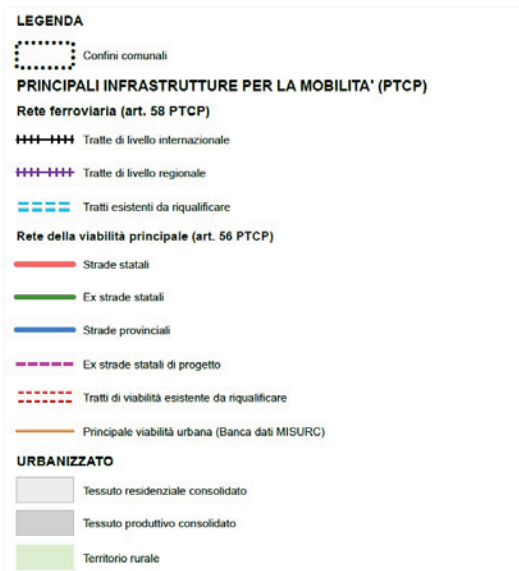 LEGENDA
Confini comunali
PRINCIPALI INFRASTRUTTURE PER LA MOBILITA' (PTCP)
Rete ferroviaria (art. 58 PTCP)
Tratte di livello internazionale
Tratte di livello regionale
Tratti esistenti da riqualificare
Rete della viabilità principale (art. 56 PTCP)
Strade statali
Ex strade statali
Strade provinciali
Ex strade statali di progetto
Tratti di viabilità esistente da riqualificare
Principale viabilità urbana (Banca dati MISURC)
URBANIZZATO
Tessuto residenziale consolidato
Tessuto produttivo consolidato
Territorio rurale